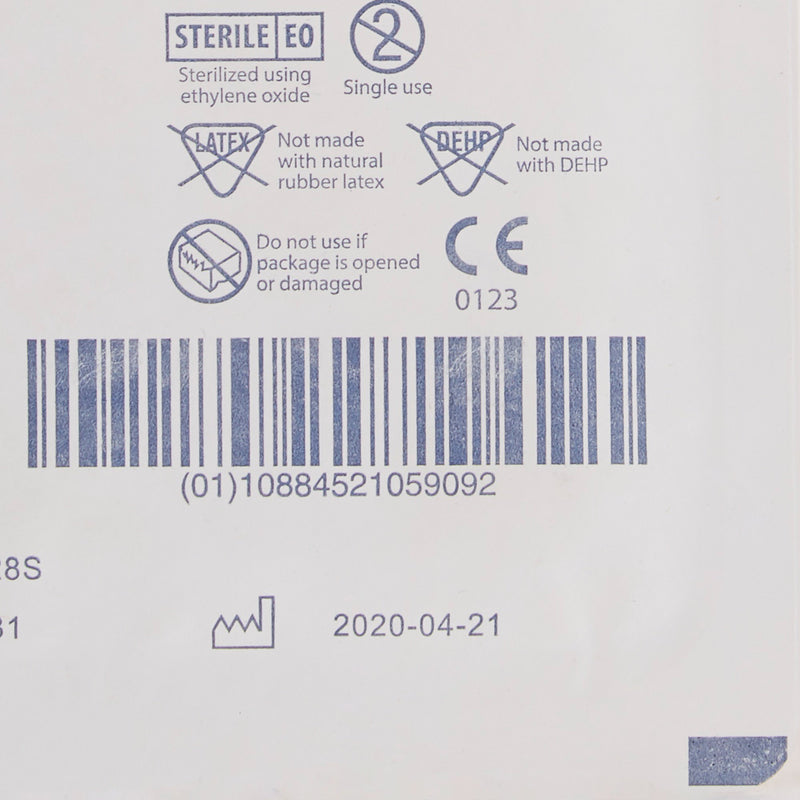 STERILE EO
2
Sterilized using
ethylene oxide
Single use
LATEX
Not made
with natural
rubber latex
DEHP
Not made
with DEHP
Do not use if
package is opened
or damaged
CE
0123
(01)10884521059092
8S
31
2020-04-21